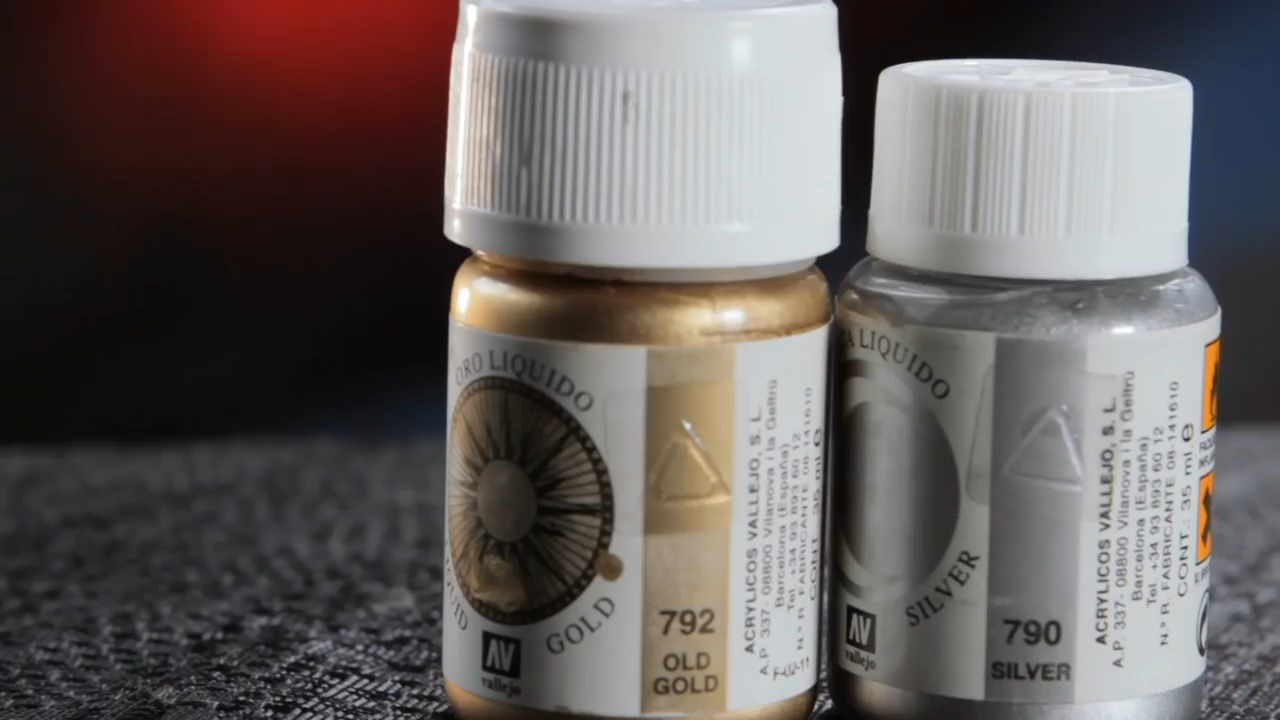 ORO LIQUIDO
LIQUID
GOLD
vallejo
792
OLD
GOLD
ACRYLICOS VALLEJO, S. L.
A.P. 337- 08800 Vilanova i la Geltrú
Barcelona (España)
Tel. +34 93 893 60 12
N.º R. FABRICANTE 08-141610
CONT. 35 ml e
LIQUIDO
SILVER
vallejo
790
SILVER
ACRYLICOS VALLEJO, S. L.
A.P. 337- 08800 Vilanova i la Geltrú
Barcelona (España)
Tel. +34 93 893 60 12
N.º R. FABRICANTE 08-141610
CONT.: 35 ml e